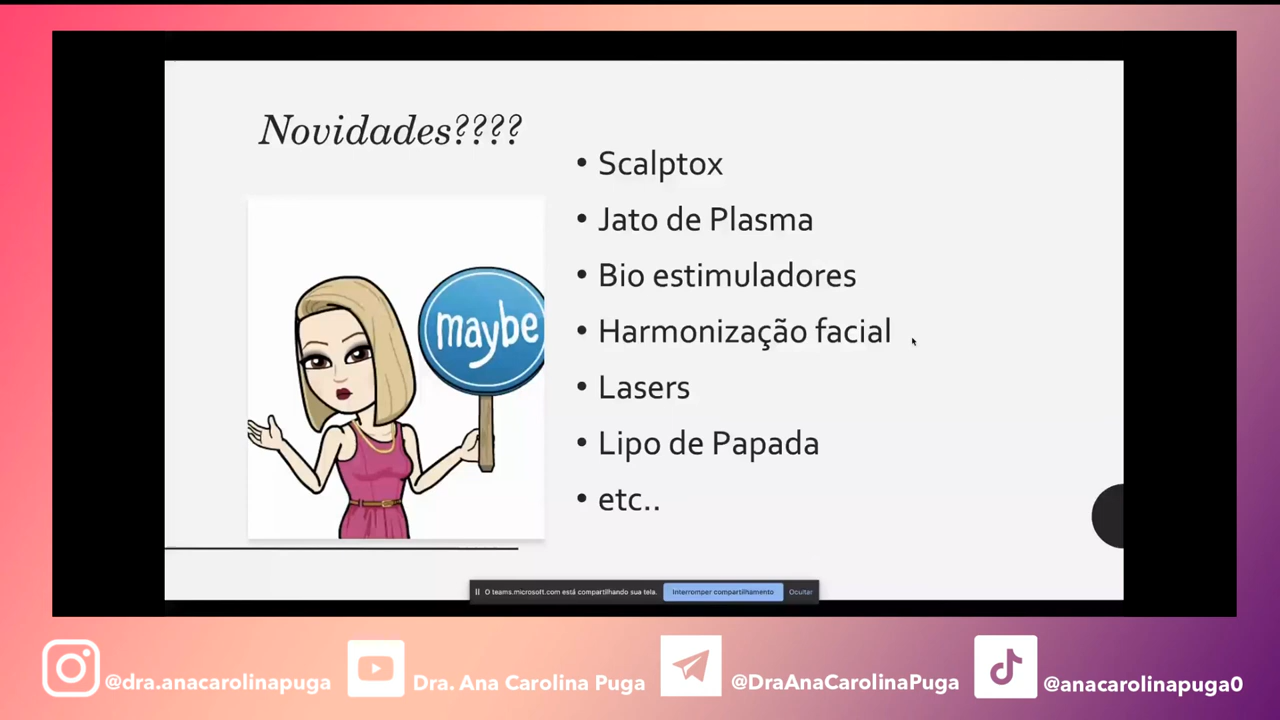 Novidades????
• Scalptox
• Jato de Plasma
• Bio estimuladores
• Harmonização facial
• Lasers
• Lipo de Papada
• etc..
maybe
O teams.microsoft.com está compartilhando sua tela.
Interromper compartilhamento
Ocultar
@dra.anacarolinapuga
Dra. Ana Carolina Puga
@DraAnaCarolinaPuga
@anacarolinapuga0